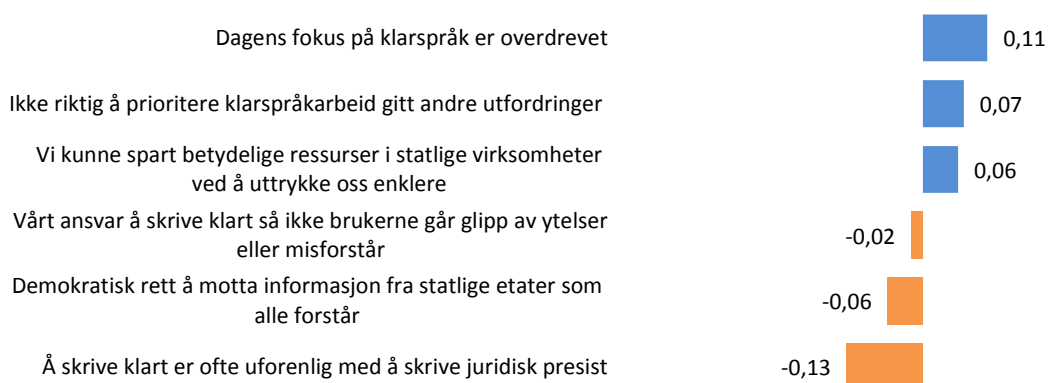 Dagens fokus på klarspråk er overdrevet
0,11
Ikke riktig å prioritere klarspråkarbeid gitt andre utfordringer
0,07
Vi kunne spart betydelige ressurser i statlige virksomheter
ved å uttrykke oss enklere
0,06
Vårt ansvar å skrive klart så ikke brukerne går glipp av ytelser
eller misforstår
-0,02
Demokratisk rett å motta informasjon fra statlige etater som
alle forstår
-0,06
Å skrive klart er ofte uforenlig med å skrive juridisk presist
-0,13